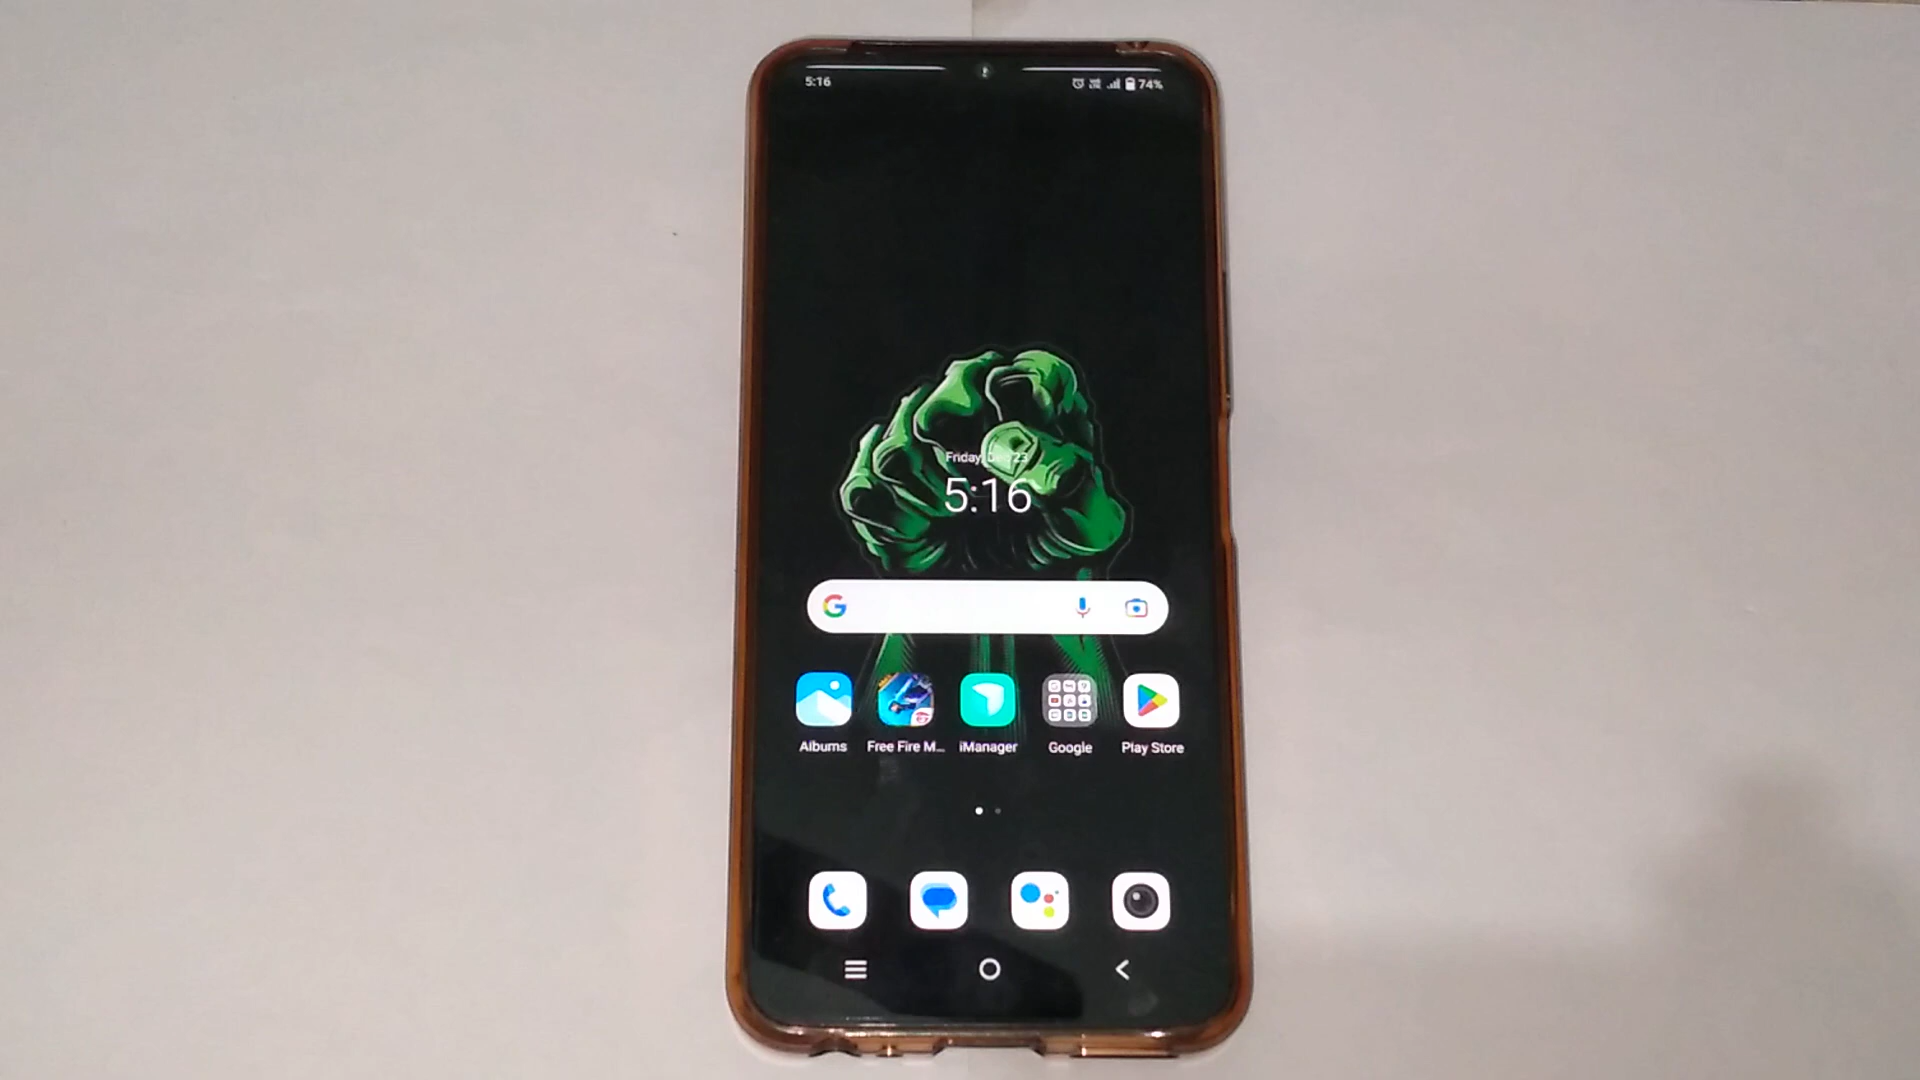 5:16
74%
Friday, Dec 23
5:16
Albums
Free Fire M...
iManager
Google
Play Store